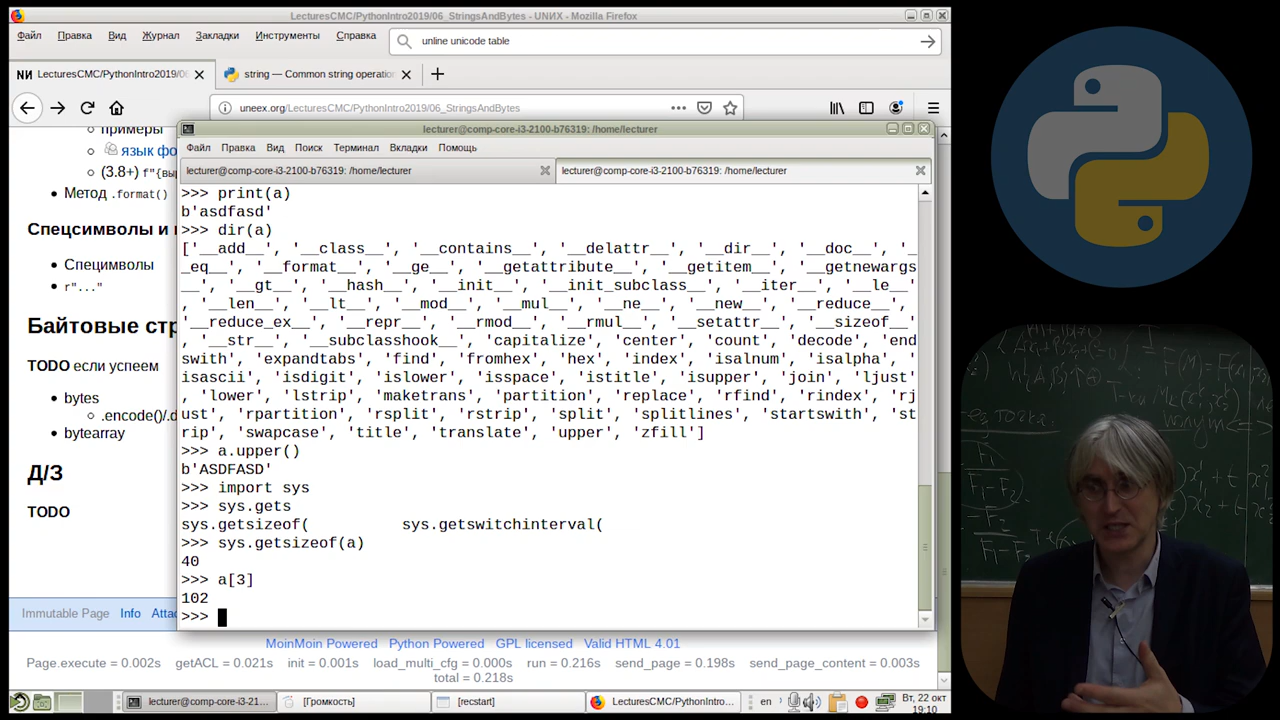 LecturesCMC/PythonIntro2019/06_StringsAndBytes - UNИX - Mozilla Firefox
Файл Правка Вид Журнал Закладки Инструменты Справка
unline unicode table
LecturesCMC/PythonIntro2019/06
string — Common string operatio
uneex.org/LecturesCMC/PythonIntro2019/06_StringsAndBytes
примеры
язык фо
(3.8+) f"{выр
Метод .format()
Спецсимволы и
Специмволы
r"..."
Байтовые стр
TODO если успеем
bytes
.encode()/.d
bytearray
Д/З
TODO
Immutable Page Info Attac
MoinMoin Powered Python Powered GPL licensed Valid HTML 4.01
Page.execute = 0.002s getACL = 0.021s init = 0.001s load_multi_cfg = 0.000s run = 0.216s send_page = 0.198s send_page_content = 0.003s
total = 0.218s
lecturer@comp-core-i3-2100-b76319: /home/lecturer
Файл Правка Вид Поиск Терминал Вкладки Помощь
lecturer@comp-core-i3-2100-b76319: /home/lecturer
lecturer@comp-core-i3-2100-b76319: /home/lecturer
>>> print(a)
b'asdfasd'
>>> dir(a)
['__add__', '__class__', '__contains__', '__delattr__', '__dir__', '__doc__', '_
_eq__', '__format__', '__ge__', '__getattribute__', '__getitem__', '__getnewargs
__', '__gt__', '__hash__', '__init__', '__init_subclass__', '__iter__', '__le__'
, '__len__', '__lt__', '__mod__', '__mul__', '__ne__', '__new__', '__reduce__',
'__reduce_ex__', '__repr__', '__rmod__', '__rmul__', '__setattr__', '__sizeof__'
, '__str__', '__subclasshook__', 'capitalize', 'center', 'count', 'decode', 'end
swith', 'expandtabs', 'find', 'fromhex', 'hex', 'index', 'isalnum', 'isalpha', '
isascii', 'isdigit', 'islower', 'isspace', 'istitle', 'isupper', 'join', 'ljust'
, 'lower', 'lstrip', 'maketrans', 'partition', 'replace', 'rfind', 'rindex', 'rj
ust', 'rpartition', 'rsplit', 'rstrip', 'split', 'splitlines', 'startswith', 'st
rip', 'swapcase', 'title', 'translate', 'upper', 'zfill']
>>> a.upper()
b'ASDFASD'
>>> import sys
>>> sys.gets
sys.getsizeof( sys.getswitchinterval(
>>> sys.getsizeof(a)
40
>>> a[3]
102
>>>
lecturer@comp-core-i3-21... [Громкость] [recstart] LecturesCMC/PythonIntro... en Вт, 22 окт
19:10